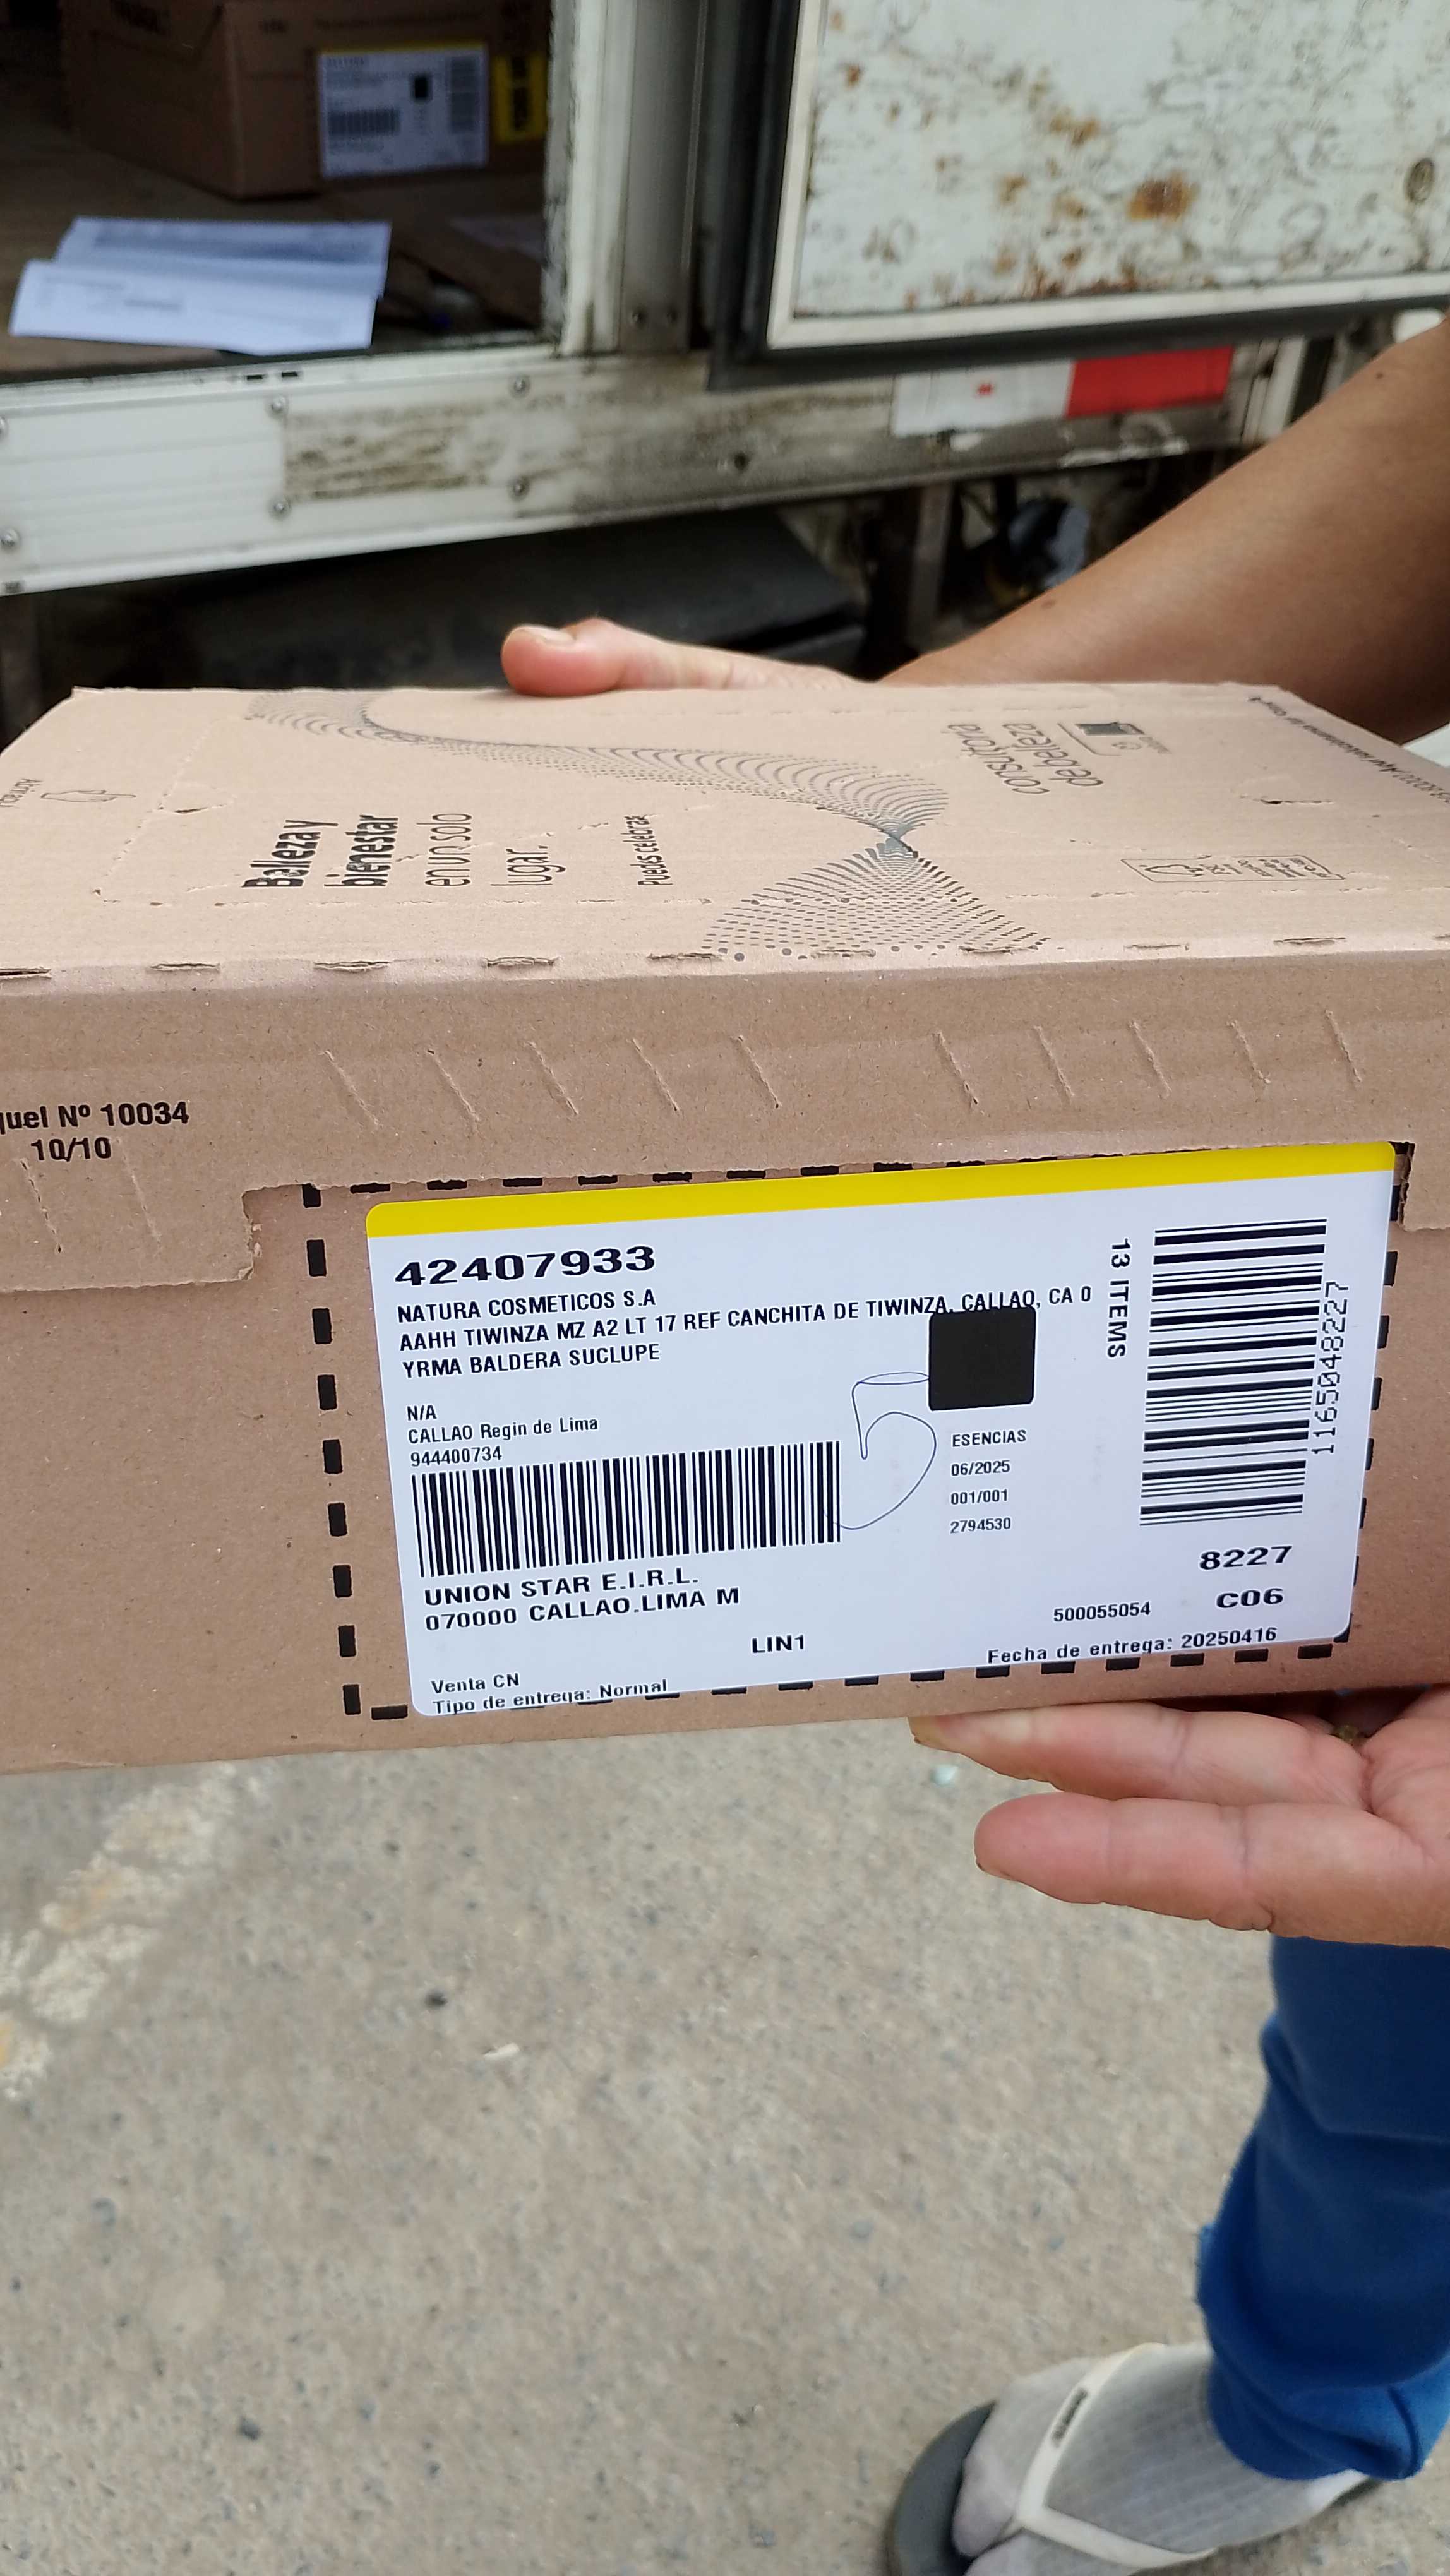 Belleza y
bienestar
en un solo
lugar.
consultoría
de belleza
quel Nº 10034
10/10
42407933
NATURA COSMETICOS S.A
AAHH TIWINZA MZ A2 LT 17 REF CANCHITA DE TIWINZA, CALLAO, CA 0
YRMA BALDERA SUCLUPE
N/A
CALLAO Regin de Lima
944400734
UNION STAR E.I.R.L.
070000 CALLAO.LIMA M
LIN1
Venta CN
Tipo de entrega: Normal
ESENCIAS
06/2025
001/001
2794530
13 ITEMS
1165048227
8227
C06
500055054
Fecha de entrega: 20250416